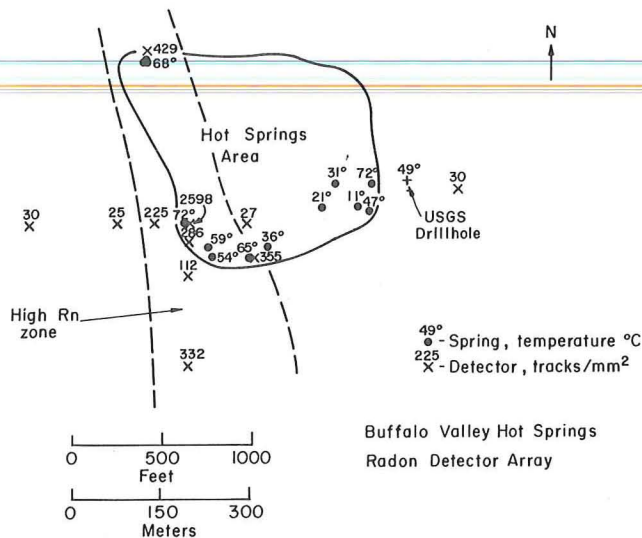 N
429
68°
Hot Springs
Area
31°
72°
49°
30
30
25
225
72°
2598
27
21°
11°
47°
USGS
Drillhole
286
59°
36°
54°
65°
355
112
High Rn
zone
332
49°
- Spring, temperature °C
225
x - Detector, tracks/mm²
0 500 1000
Feet
0 150 300
Meters
Buffalo Valley Hot Springs
Radon Detector Array